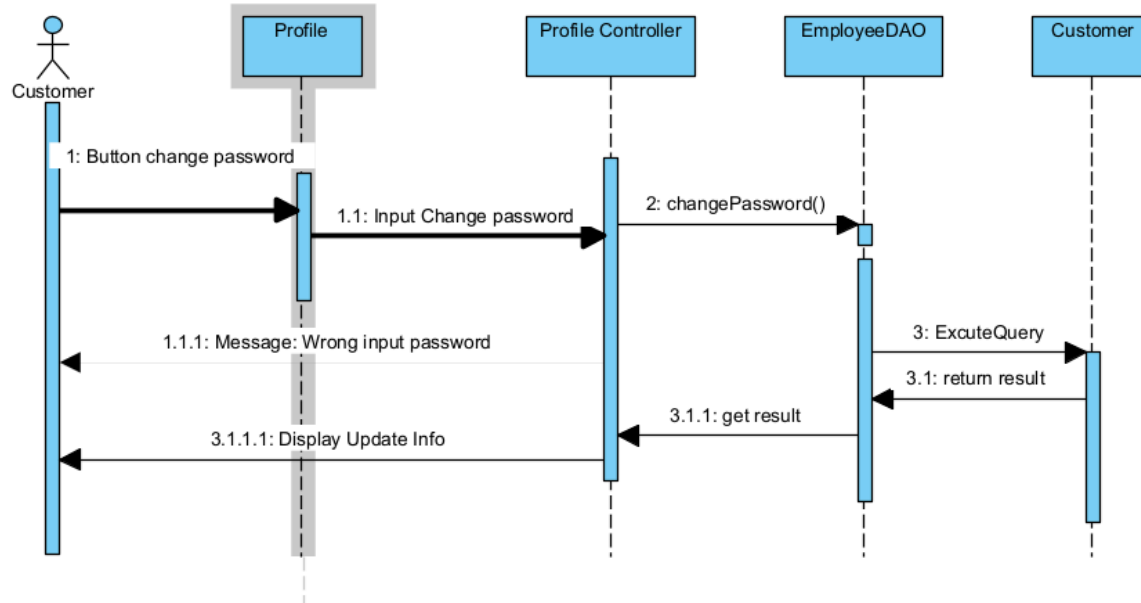 Profile
Profile Controller
EmployeeDAO
Customer
Customer
1: Button change password
1.1: Input Change password
2: changePassword()
1.1.1: Message: Wrong input password
3: ExcuteQuery
3.1: return result
3.1.1: get result
3.1.1.1: Display Update Info